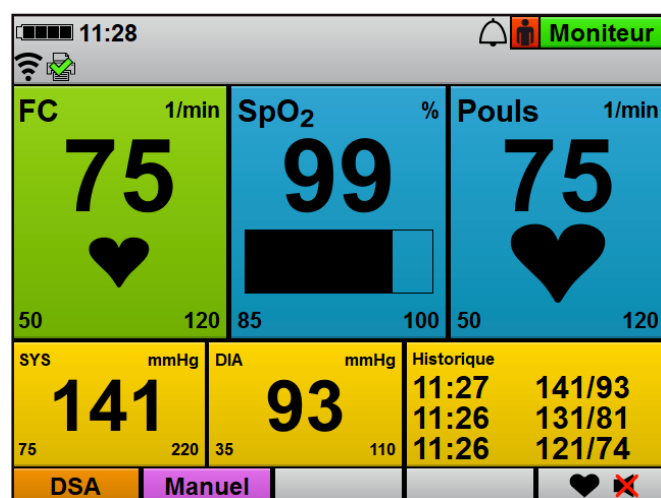 11:28 Moniteur
FC 1/min SpO2 % Pouls 1/min
75 99 75
50 120 85 100 50 120
SYS mmHg DIA mmHg Historique
141 93
11:27 141/93
11:26 131/81
11:26 121/74
75 220 35 110
DSA Manuel